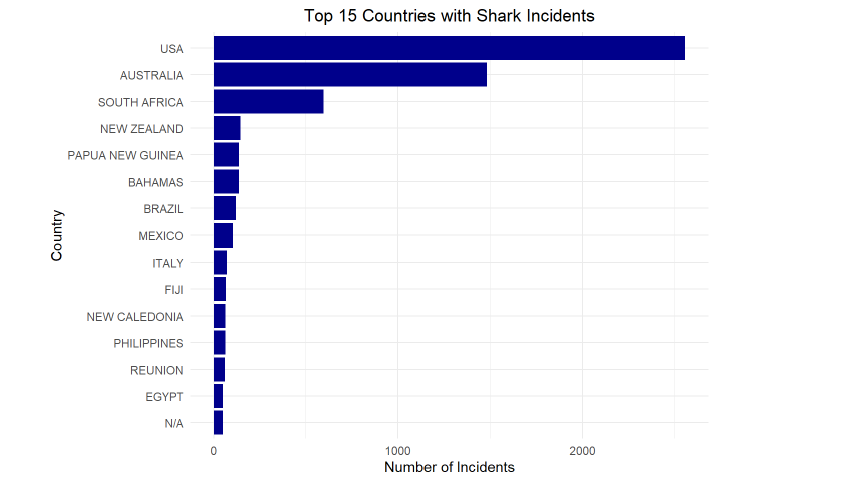 Top 15 Countries with Shark Incidents
USA
AUSTRALIA
SOUTH AFRICA
NEW ZEALAND
PAPUA NEW GUINEA
BAHAMAS
BRAZIL
MEXICO
ITALY
FIJI
NEW CALEDONIA
PHILIPPINES
REUNION
EGYPT
N/A
Country
0 1000 2000
Number of Incidents